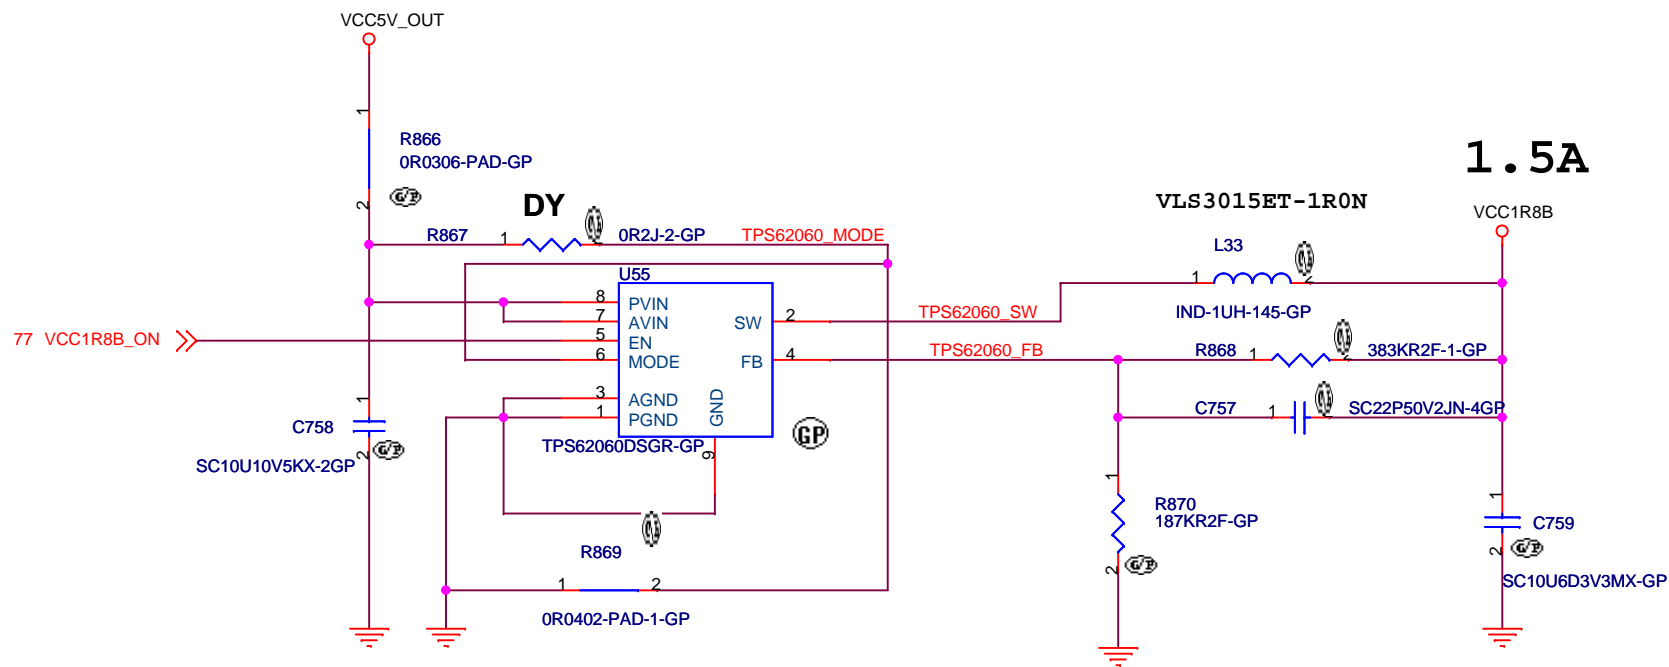 VCC5V_OUT
1
R866
0R0306-PAD-GP
2
G/P
DY
R867
1
0R2J-2-GP
TPS62060_MODE
U55
8
PVIN
7
AVIN
77 VCC1R8B_ON
5
EN
6
MODE
3
AGND
1
PGND
GND
9
SW
2
FB
4
TPS62060DSGR-GP
GP
TPS62060_SW
TPS62060_FB
1
C758
2
G/P
SC10U10V5KX-2GP
R869
1
2
0R0402-PAD-1-GP
1.5A
VLS3015ET-1R0N
VCC1R8B
L33
1
2
IND-1UH-145-GP
R868
1
2
383KR2F-1-GP
C757
1
2
SC22P50V2JN-4GP
1
R870
187KR2F-GP
2
G/P
1
C759
2
G/P
SC10U6D3V3MX-GP